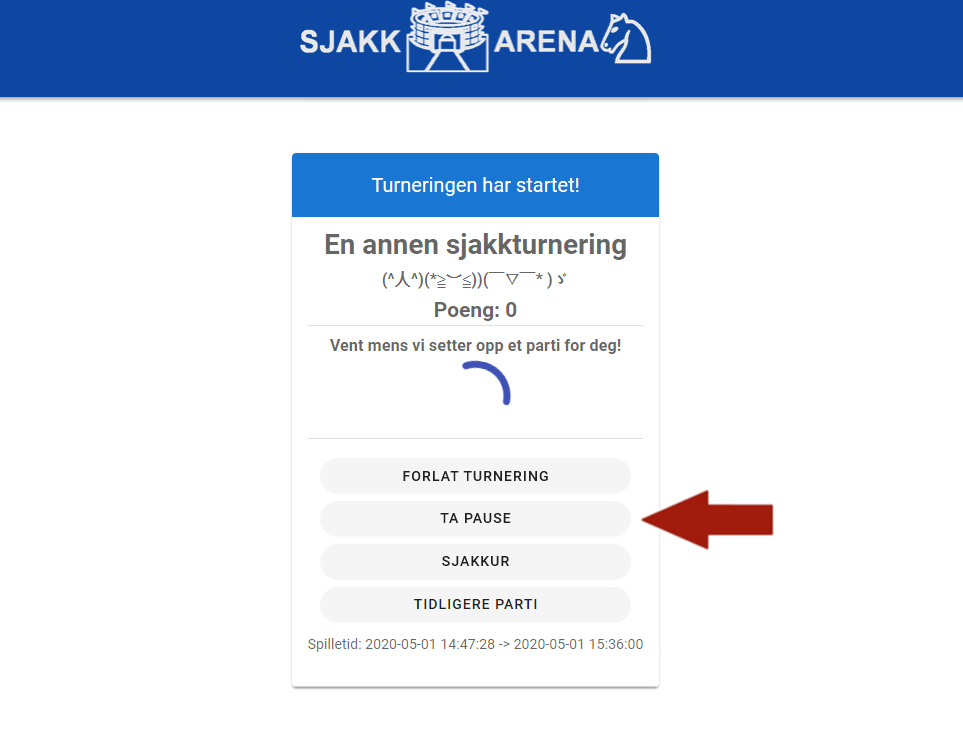 SJAKK ARENA
Turneringen har startet!
En annen sjakkturnering
(^人^)(*≧︶≦))(￣▽￣* )ゞ
Poeng: 0
Vent mens vi setter opp et parti for deg!
FORLAT TURNERING
TA PAUSE
SJAKKUR
TIDLIGERE PARTI
Spilletid: 2020-05-01 14:47:28 -> 2020-05-01 15:36:00